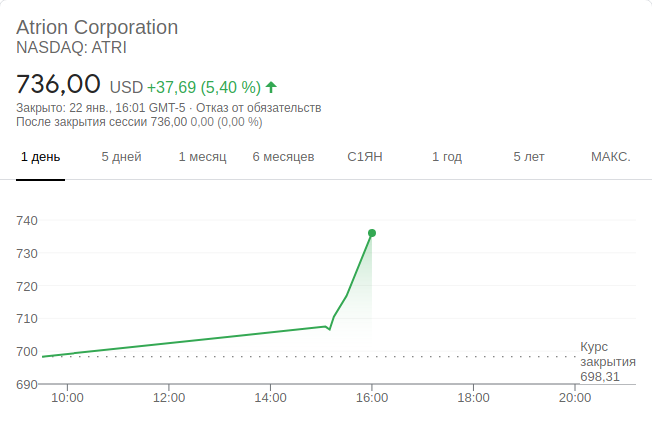 Atrion Corporation
NASDAQ: ATRI
736,00 USD +37,69 (5,40 %)
Закрыто: 22 янв., 16:01 GMT-5 · Отказ от обязательств
После закрытия сессии 736,00 0,00 (0,00 %)
1 день 5 дней 1 месяц 6 месяцев С1ЯН 1 год 5 лет МАКС.
740
730
720
710
700
690
Курс
закрытия
698,31
10:00 12:00 14:00 16:00 18:00 20:00